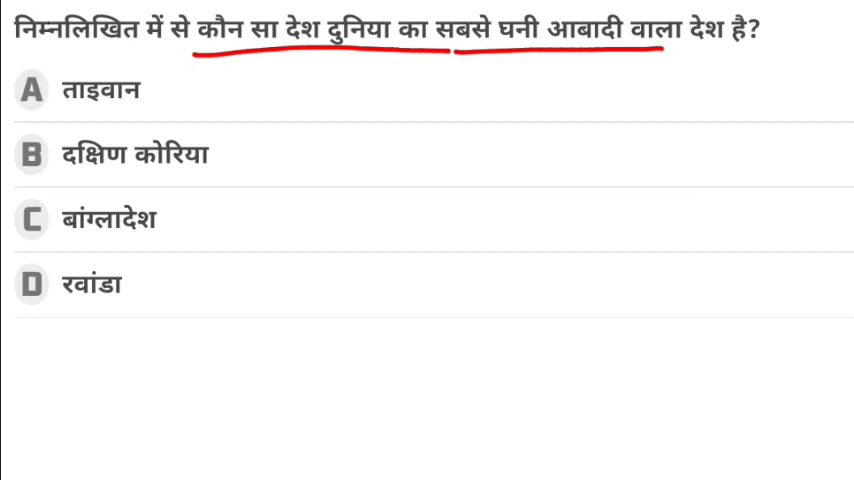 निम्नलिखित में से कौन सा देश दुनिया का सबसे घनी आबादी वाला देश है?
A ताइवान
B दक्षिण कोरिया
C बांग्लादेश
D रवांडा